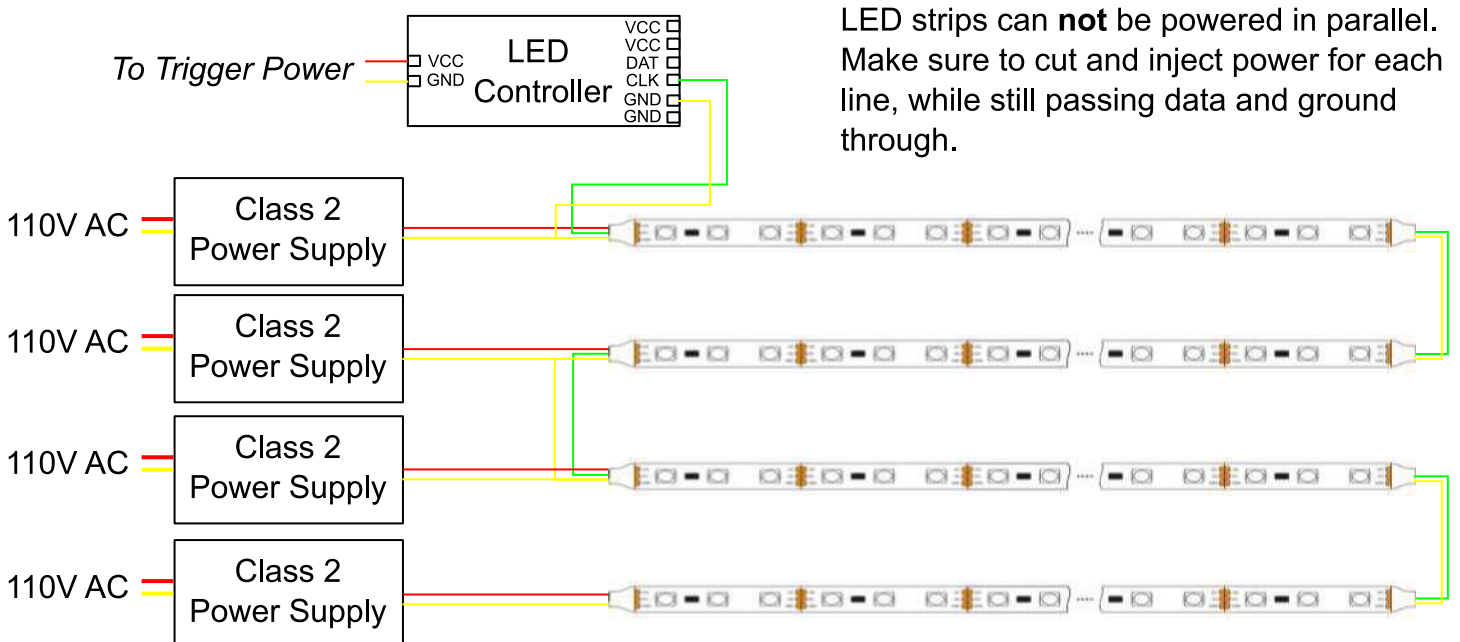 LED strips can not be powered in parallel.
Make sure to cut and inject power for each
line, while still passing data and ground
through.
To Trigger Power
VCC
GND
LED
Controller
VCC
VCC
DAT
CLK
GND
GND
110V AC
Class 2
Power Supply
110V AC
Class 2
Power Supply
110V AC
Class 2
Power Supply
110V AC
Class 2
Power Supply